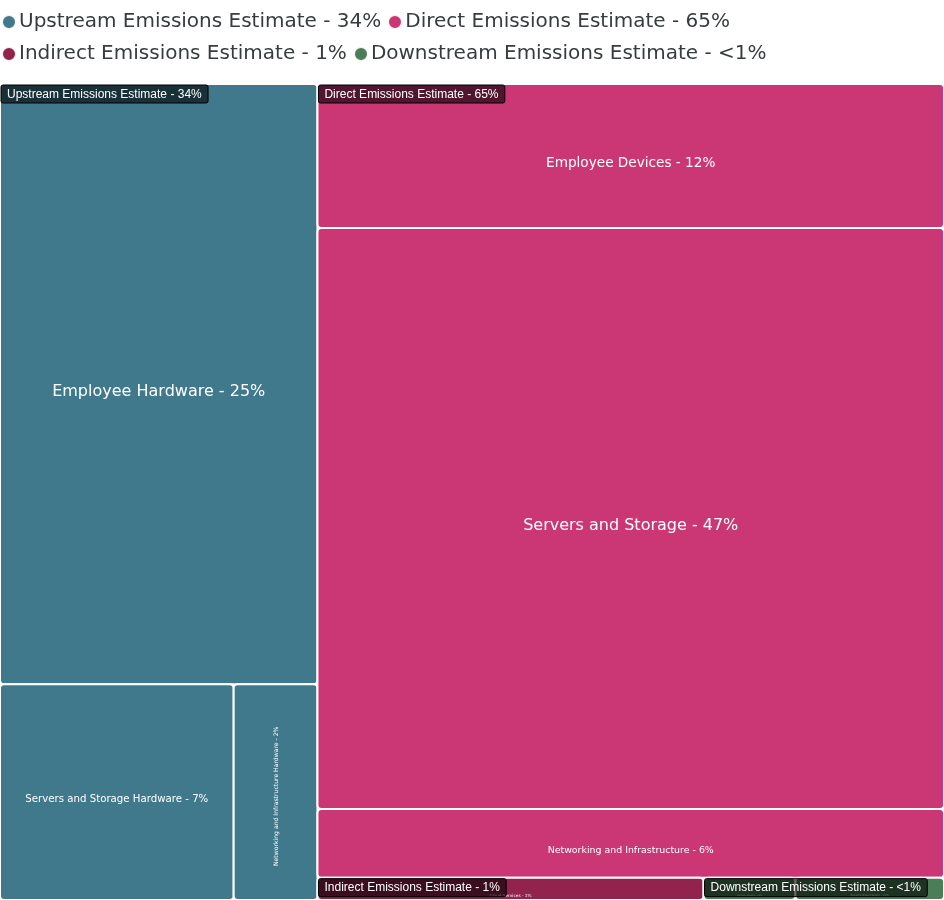 Upstream Emissions Estimate - 34% Direct Emissions Estimate - 65%
Indirect Emissions Estimate - 1% Downstream Emissions Estimate - <1%
Upstream Emissions Estimate - 34%
Direct Emissions Estimate - 65%
Employee Devices - 12%
Employee Hardware - 25%
Servers and Storage - 47%
Servers and Storage Hardware - 7%
Networking and Infrastructure Hardware - 2%
Networking and Infrastructure - 6%
Indirect Emissions Estimate - 1%
Downstream Emissions Estimate - <1%